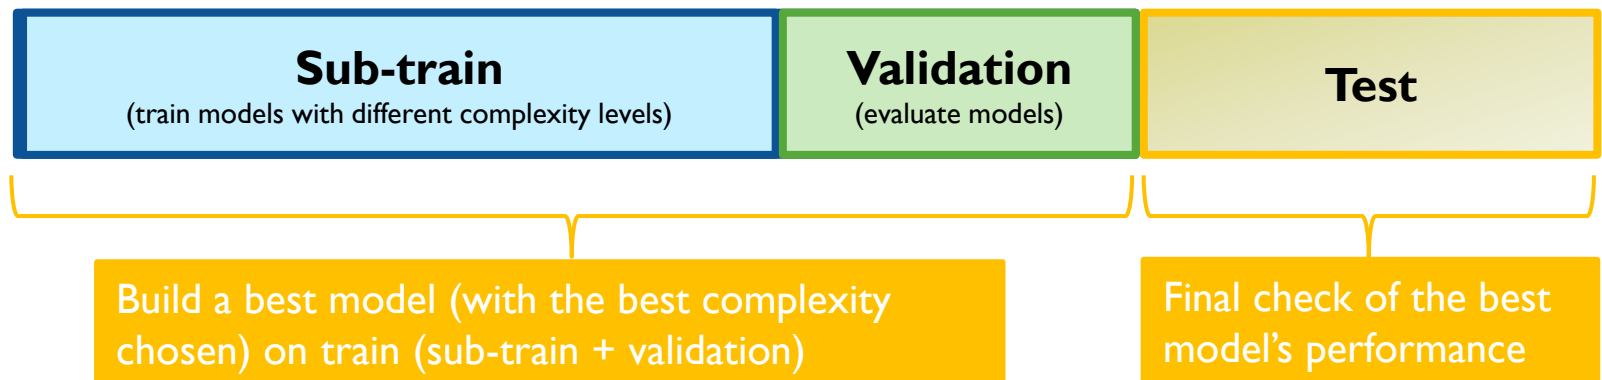 Sub-train
(train models with different complexity levels)
Validation
(evaluate models)
Test
Build a best model (with the best complexity
chosen) on train (sub-train + validation)
Final check of the best
model’s performance